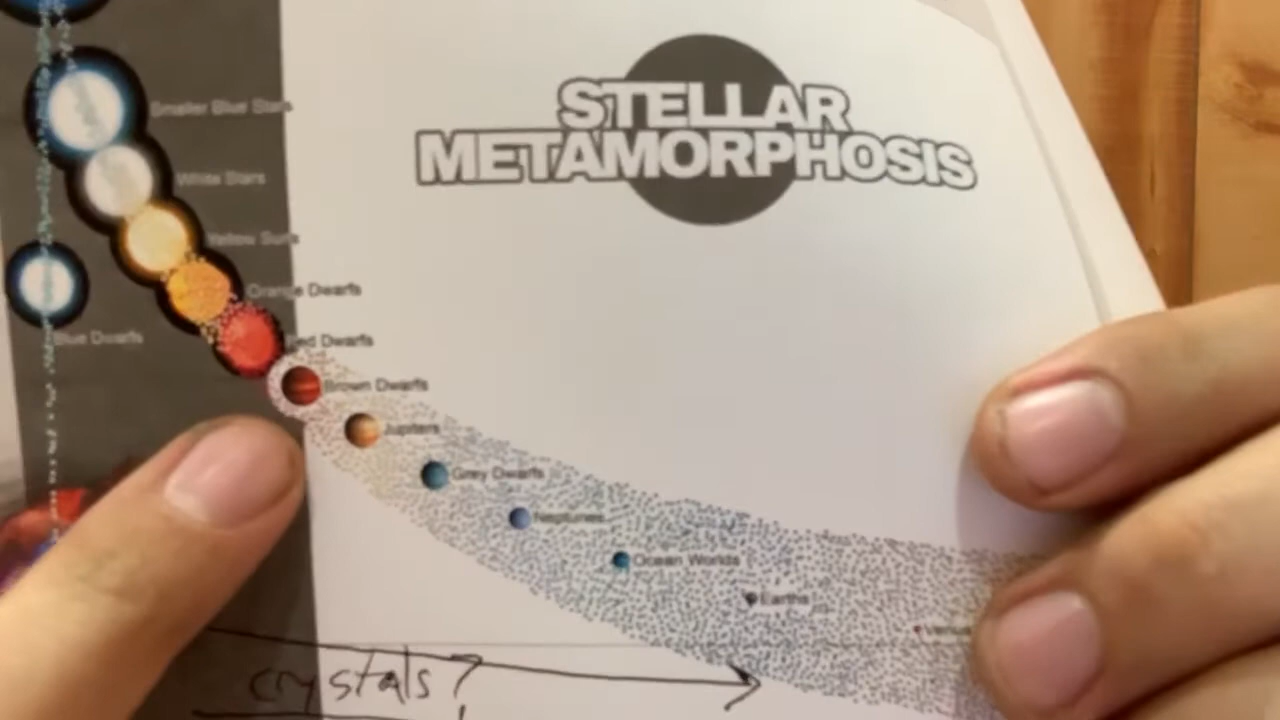 STELLAR
METAMORPHOSIS
Smaller Blue Stars
White Stars
Yellow Suns
Orange Dwarfs
Blue Dwarfs
Red Dwarfs
Brown Dwarfs
Jupiters
Grey Dwarfs
Neptunes
Ocean Worlds
Earths
Venus
crystals?